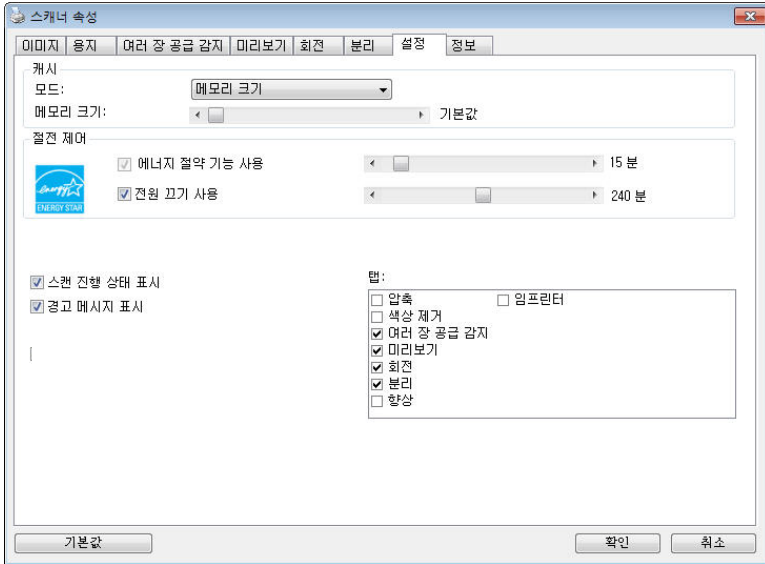 스캐너 속성
이미지 용지 여러 장 공급 감지 미리보기 회전 분리 설정 정보
캐시
모드: 메모리 크기
메모리 크기: 기본값
절전 제어
에너지 절약 기능 사용 15 분
전원 끄기 사용 240 분
energy
ENERGY STAR
스캔 진행 상태 표시
경고 메시지 표시
탭:
압축 임프린터
색상 제거
여러 장 공급 감지
미리보기
회전
분리
향상
기본값 확인 취소